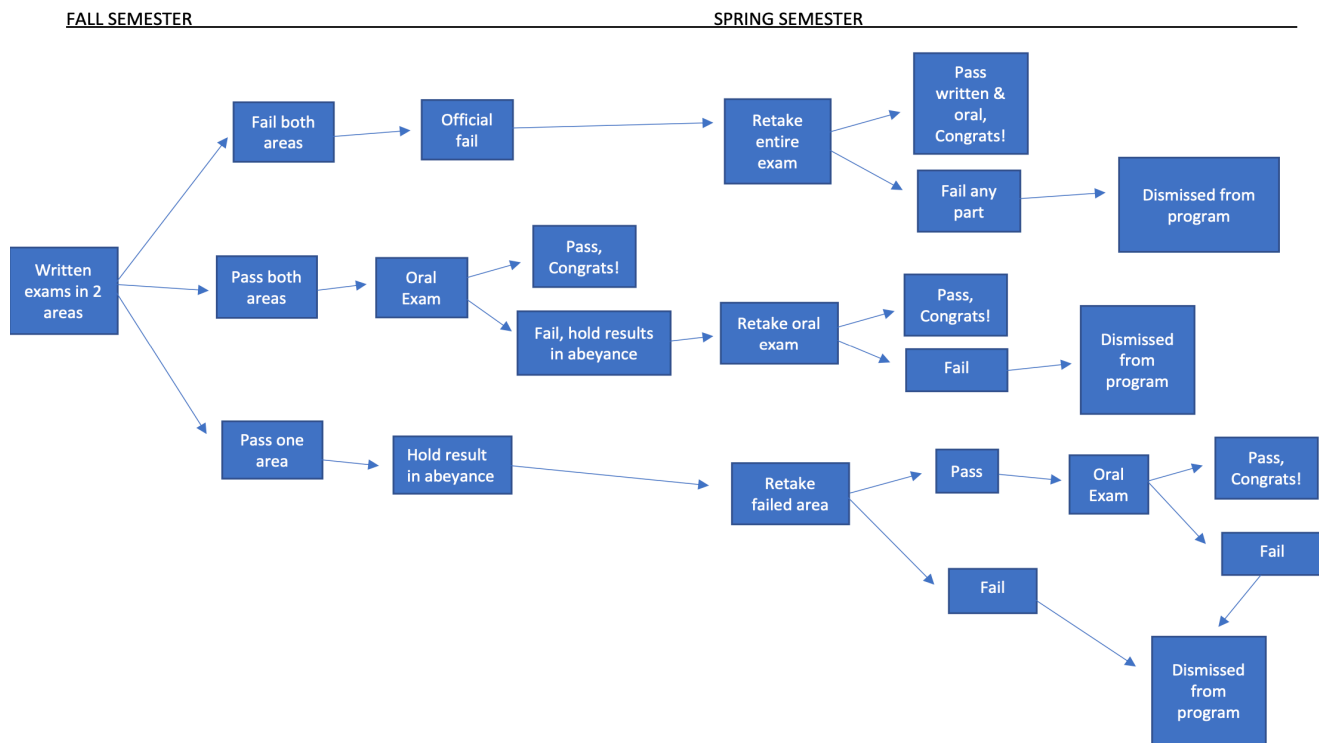 FALL SEMESTER
SPRING SEMESTER
Pass
written &
oral,
Congrats!
Fail both
areas
Official
fail
Retake
entire
exam
Fail any
part
Dismissed from
program
Written
exams in 2
areas
Pass both
areas
Oral
Exam
Pass,
Congrats!
Fail, hold results
in abeyance
Retake oral
exam
Pass,
Congrats!
Fail
Dismissed
from
program
Pass one
area
Hold result
in abeyance
Retake
failed area
Pass
Oral
Exam
Pass,
Congrats!
Fail
Fail
Dismissed
from
program